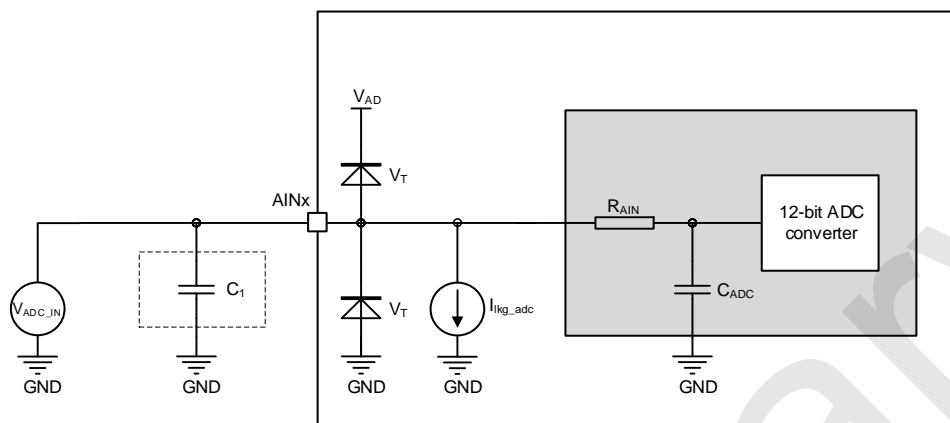 VAD
VT
AINx
RAIN
12-bit ADC
converter
VADC_IN
C1
VT
Ilkg_adc
CADC
GND
GND
GND
GND
GND